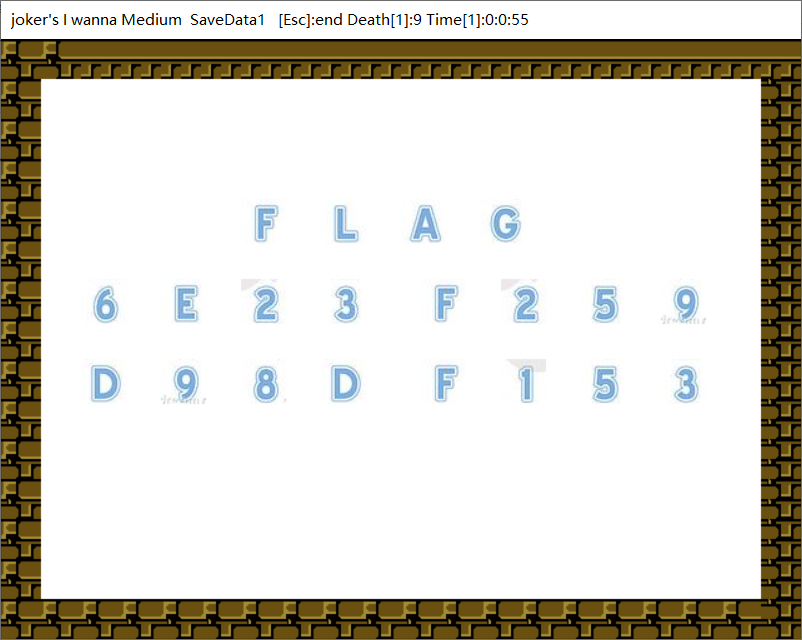 joker's I wanna Medium SaveData1 [Esc]:end Death[1]:9 Time[1]:0:0:55
F L A G
6 E 2 3 F 2 5 9
D 9 8 D F 1 5 3